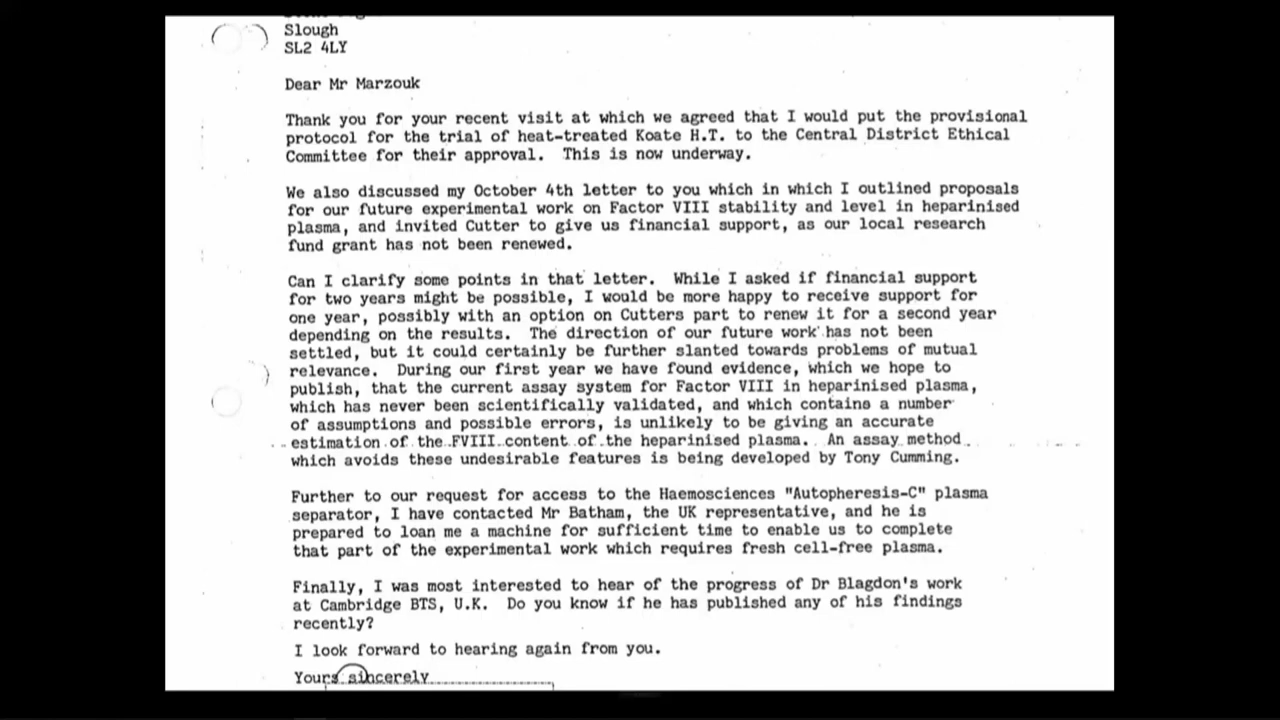 Slough
SL2 4LY
Dear Mr Marzouk
Thank you for your recent visit at which we agreed that I would put the provisional
protocol for the trial of heat-treated Koate H.T. to the Central District Ethical
Committee for their approval. This is now underway.
We also discussed my October 4th letter to you which in which I outlined proposals
for our future experimental work on Factor VIII stability and level in heparinised
plasma, and invited Cutter to give us financial support, as our local research
fund grant has not been renewed.
Can I clarify some points in that letter. While I asked if financial support
for two years might be possible, I would be more happy to receive support for
one year, possibly with an option on Cutters part to renew it for a second year
depending on the results. The direction of our future work has not been
settled, but it could certainly be further slanted towards problems of mutual
relevance. During our first year we have found evidence, which we hope to
publish, that the current assay system for Factor VIII in heparinised plasma,
which has never been scientifically validated, and which contains a number
of assumptions and possible errors, is unlikely to be giving an accurate
estimation of the FVIII content of the heparinised plasma. An assay method
which avoids these undesirable features is being developed by Tony Cumming.
Further to our request for access to the Haemosciences "Autopheresis-C" plasma
separator, I have contacted Mr Batham, the UK representative, and he is
prepared to loan me a machine for sufficient time to enable us to complete
that part of the experimental work which requires fresh cell-free plasma.
Finally, I was most interested to hear of the progress of Dr Blagdon's work
at Cambridge BTS, U.K. Do you know if he has published any of his findings
recently?
I look forward to hearing again from you.
Yours sincerely